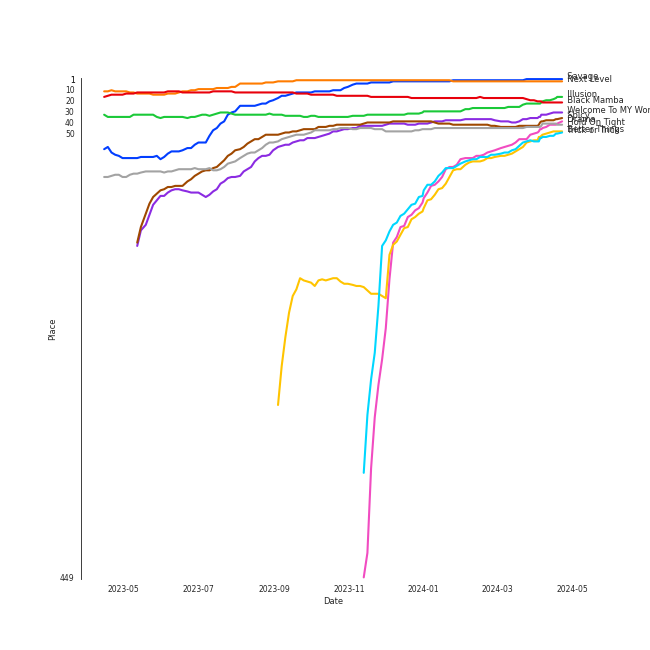 1
10
20
30
40
50
449
Place
2023-05
2023-07
2023-09
2023-11
2024-01
2024-03
2024-05
Date
Savage
Next Level
Illusion
Black Mamba
Welcome To MY Wor
Drama
Hold On Tight
Better Things